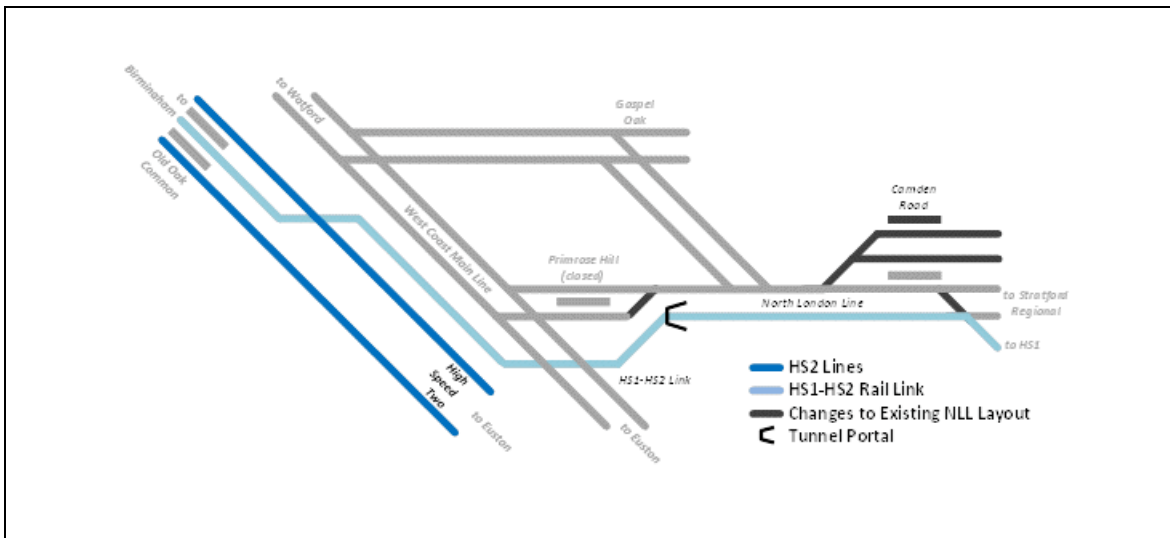 to
Birmingham
Old Oak
Common
to Watford
West Coast Main Line
Gospel
Oak
Camden
Road
Primrose Hill
(closed)
North London Line
to Stratford
Regional
to HS1
HS1-HS2 Link
High
Speed
Two
to Euston
to Euston
HS2 Lines
HS1-HS2 Rail Link
Changes to Existing NLL Layout
Tunnel Portal